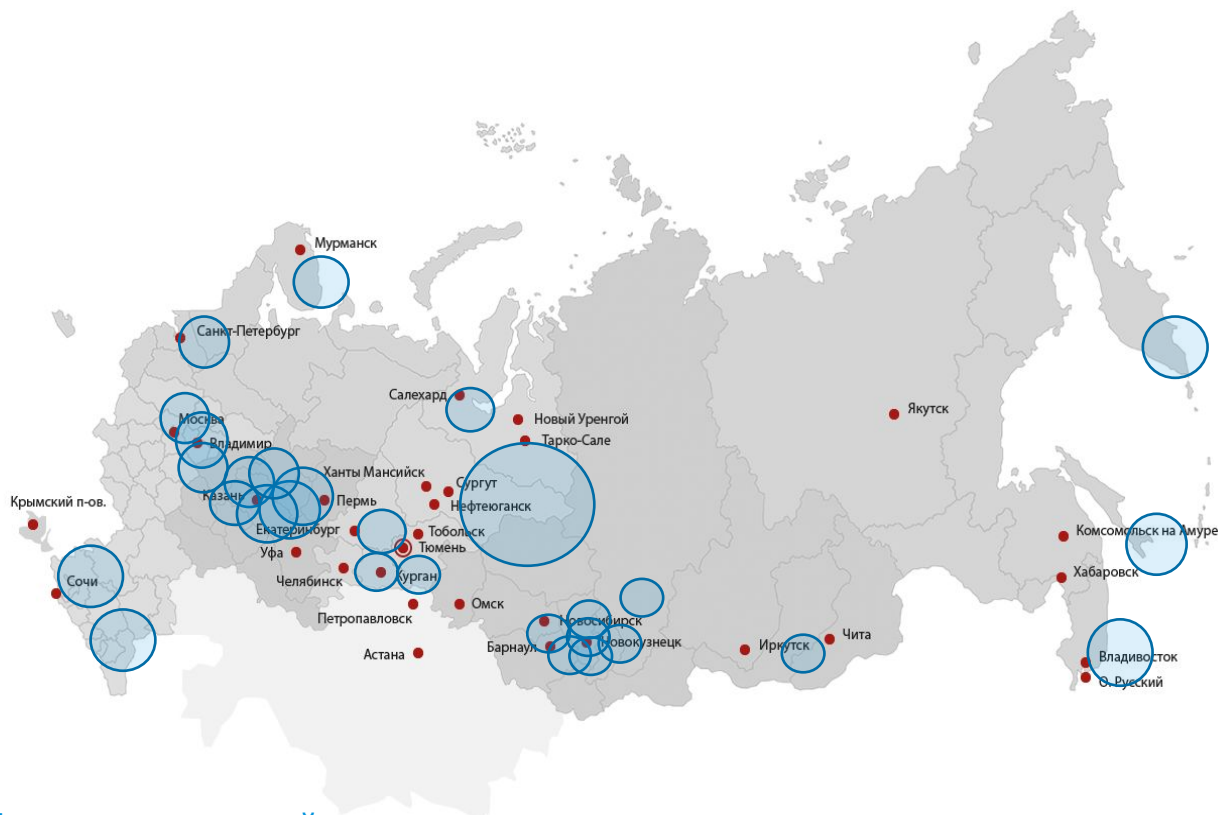 Мурманск
Санкт-Петербург
Салехард
Новый Уренгой
Якутск
Москва
Тарко-Сале
Владимир
Ханты Мансийск
Сургут
Казань
Пермь
Нефтеюганск
Крымский п-ов.
Екатеринбург
Тобольск
Комсомольск на Амуре
Уфа
Тюмень
Челябинск
Курган
Хабаровск
Сочи
Петропавловск
Омск
Новосибирск
Барнаул
Новокузнецк
Иркутск
Чита
Астана
Владивосток
О. Русский